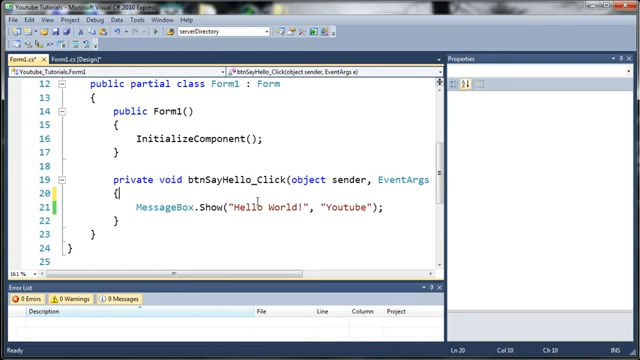 Youtube Tutorials - Microsoft Visual C# 2010 Express
File Edit View Project Debug Data Tools Window Help
serverDirectory
Form1.cs* Form1.cs [Design]*
Properties
Youtube_Tutorials.Form1 btnSayHello_Click(object sender, EventArgs e)
12 public partial class Form1 : Form
13 {
14 public Form1()
15 {
16 InitializeComponent();
17 }
18
19 private void btnSayHello_Click(object sender, EventArgs
20 {
21 MessageBox.Show("Hello World!", "Youtube");
22 }
23 }
24 }
161 %
Error List
0 Errors 0 Warnings 0 Messages
Description File Line Column Project
Ready Ln 20 Col 10 Ch 10 INS